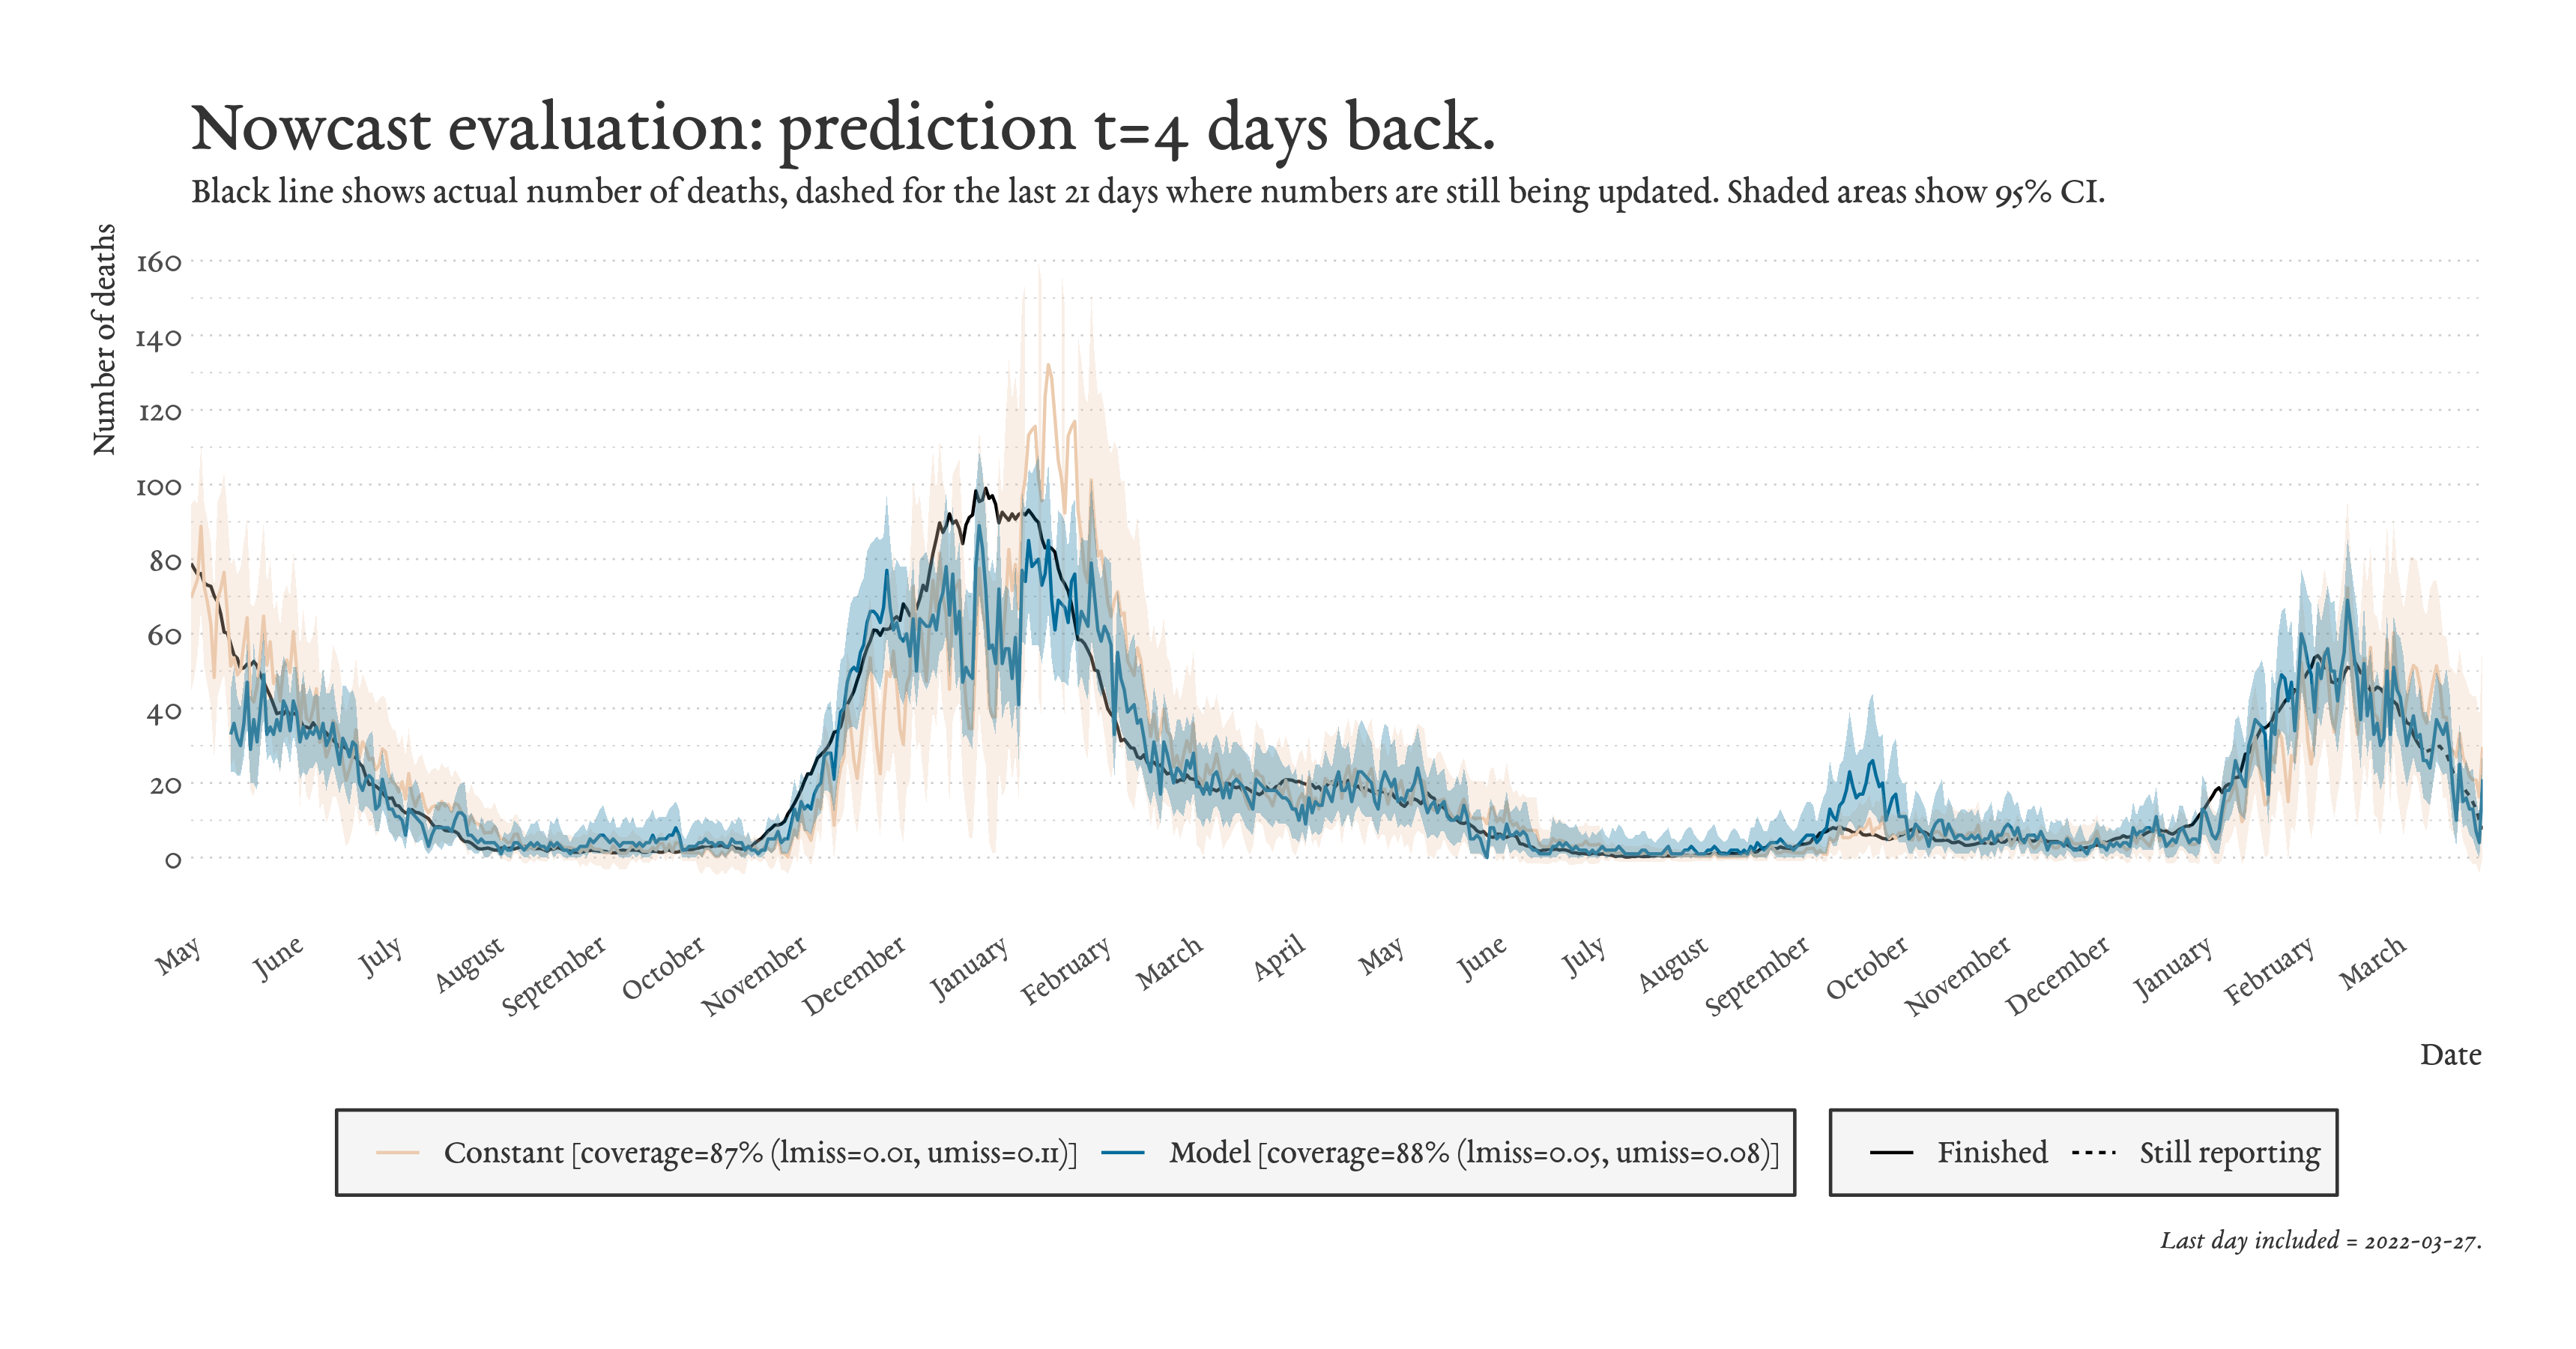 Nowcast evaluation: prediction t=4 days back.
Black line shows actual number of deaths, dashed for the last 21 days where numbers are still being updated. Shaded areas show 95% CI.
Number of deaths
160
140
120
100
80
60
40
20
0
May
June
July
August
September
October
November
December
January
February
March
April
May
June
July
August
September
October
November
December
January
February
March
Date
Constant [coverage=87% (lmiss=0.01, umiss=0.11)]
Model [coverage=88% (lmiss=0.05, umiss=0.08)]
Finished
Still reporting
Last day included = 2022-03-27.